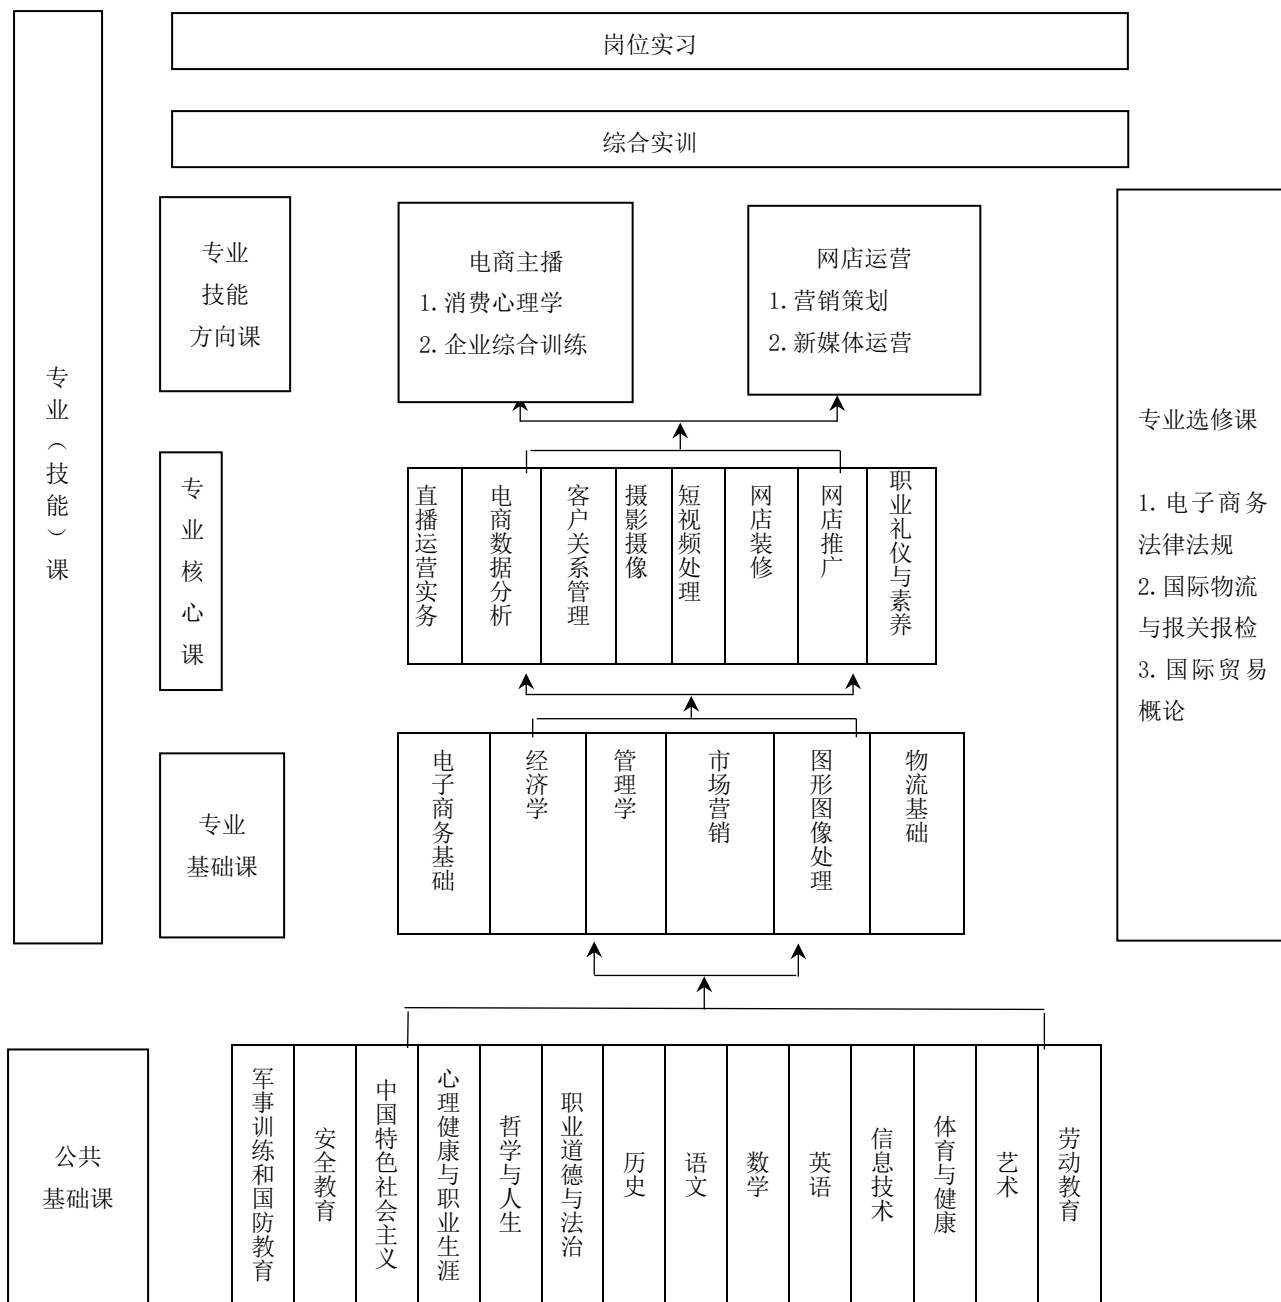 岗位实习
综合实训
专业（技能）课
专业
技能
方向课
电商主播
1. 消费心理学
2. 企业综合训练
网店运营
1. 营销策划
2. 新媒体运营
专业选修课
1. 电子商务
法律法规
2. 国际物流
与报关报检
3. 国际贸易
概论
专业核心课
直播运营实务
电商数据分析
客户关系管理
摄影摄像
短视频处理
网店装修
网店推广
职业礼仪与素养
专业
基础课
电子商务基础
经济学
管理学
市场营销
图形图像处理
物流基础
公共
基础课
军事训练和国防教育
安全教育
中国特色社会主义
心理健康与职业生涯
哲学与人生
职业道德与法治
历史
语文
数学
英语
信息技术
体育与健康
艺术
劳动教育